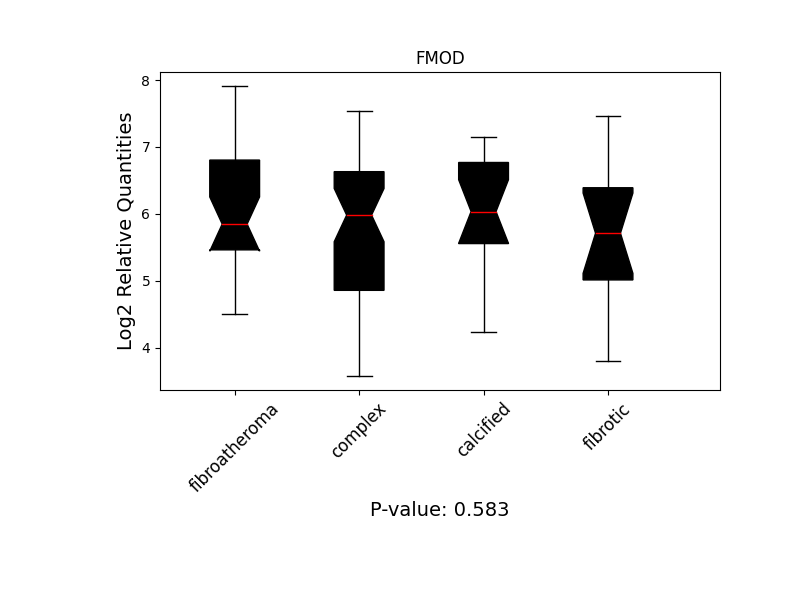 FMOD
Log2 Relative Quantities
8
7
6
5
4
fibroatheroma
complex
calcified
fibrotic
P-value: 0.583